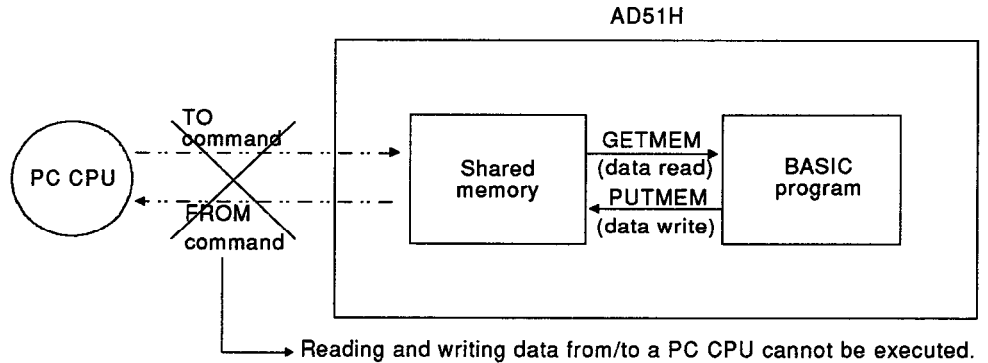 AD51H
TO
command
PC CPU
FROM
command
Shared
memory
GETMEM
(data read)
PUTMEM
(data write)
BASIC
program
Reading and writing data from/to a PC CPU cannot be executed.